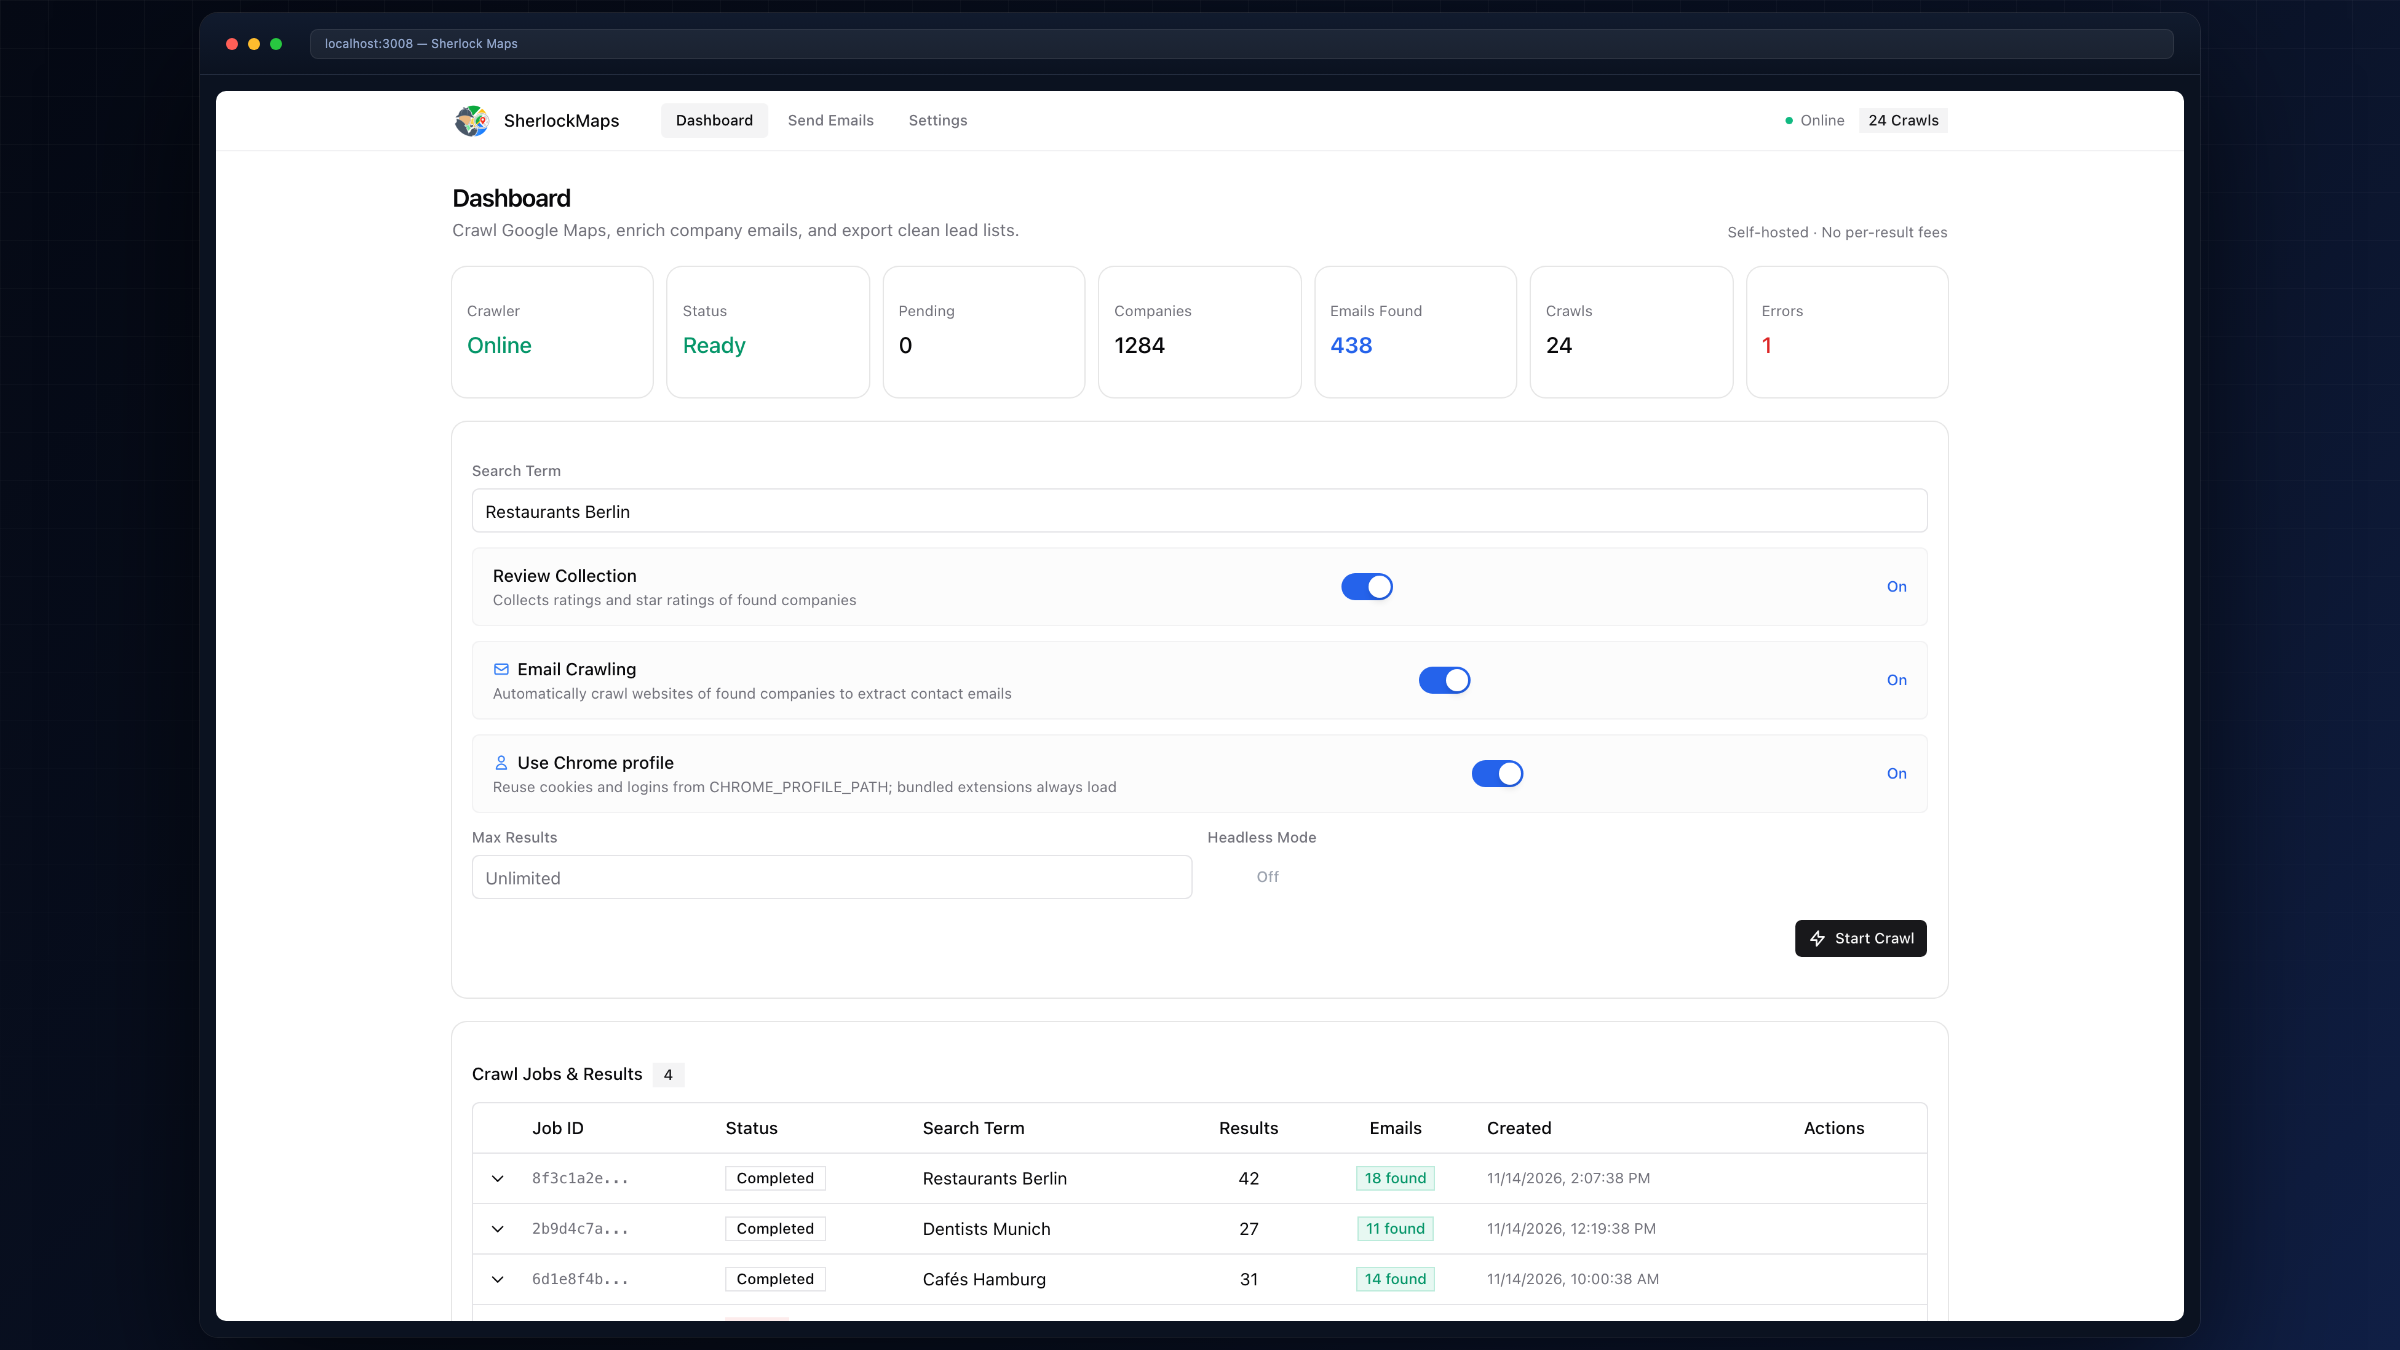 localhost:3008 — Sherlock Maps
SherlockMaps Dashboard Send Emails Settings Online 24 Crawls
Dashboard
Crawl Google Maps, enrich company emails, and export clean lead lists.
Self-hosted · No per-result fees
Crawler Status Pending Companies Emails Found Crawls Errors
Online Ready 0 1284 438 24 1
Search Term
Restaurants Berlin
Review Collection
Collects ratings and star ratings of found companies
On
Email Crawling
Automatically crawl websites of found companies to extract contact emails
On
Use Chrome profile
Reuse cookies and logins from CHROME_PROFILE_PATH; bundled extensions always load
On
Max Results Headless Mode
Unlimited Off
Start Crawl
Crawl Jobs & Results 4
Job ID Status Search Term Results Emails Created Actions
8f3c1a2e... Completed Restaurants Berlin 42 18 found 11/14/2026, 2:07:38 PM
2b9d4c7a... Completed Dentists Munich 27 11 found 11/14/2026, 12:19:38 PM
6d1e8f4b... Completed Cafés Hamburg 31 14 found 11/14/2026, 10:00:38 AM